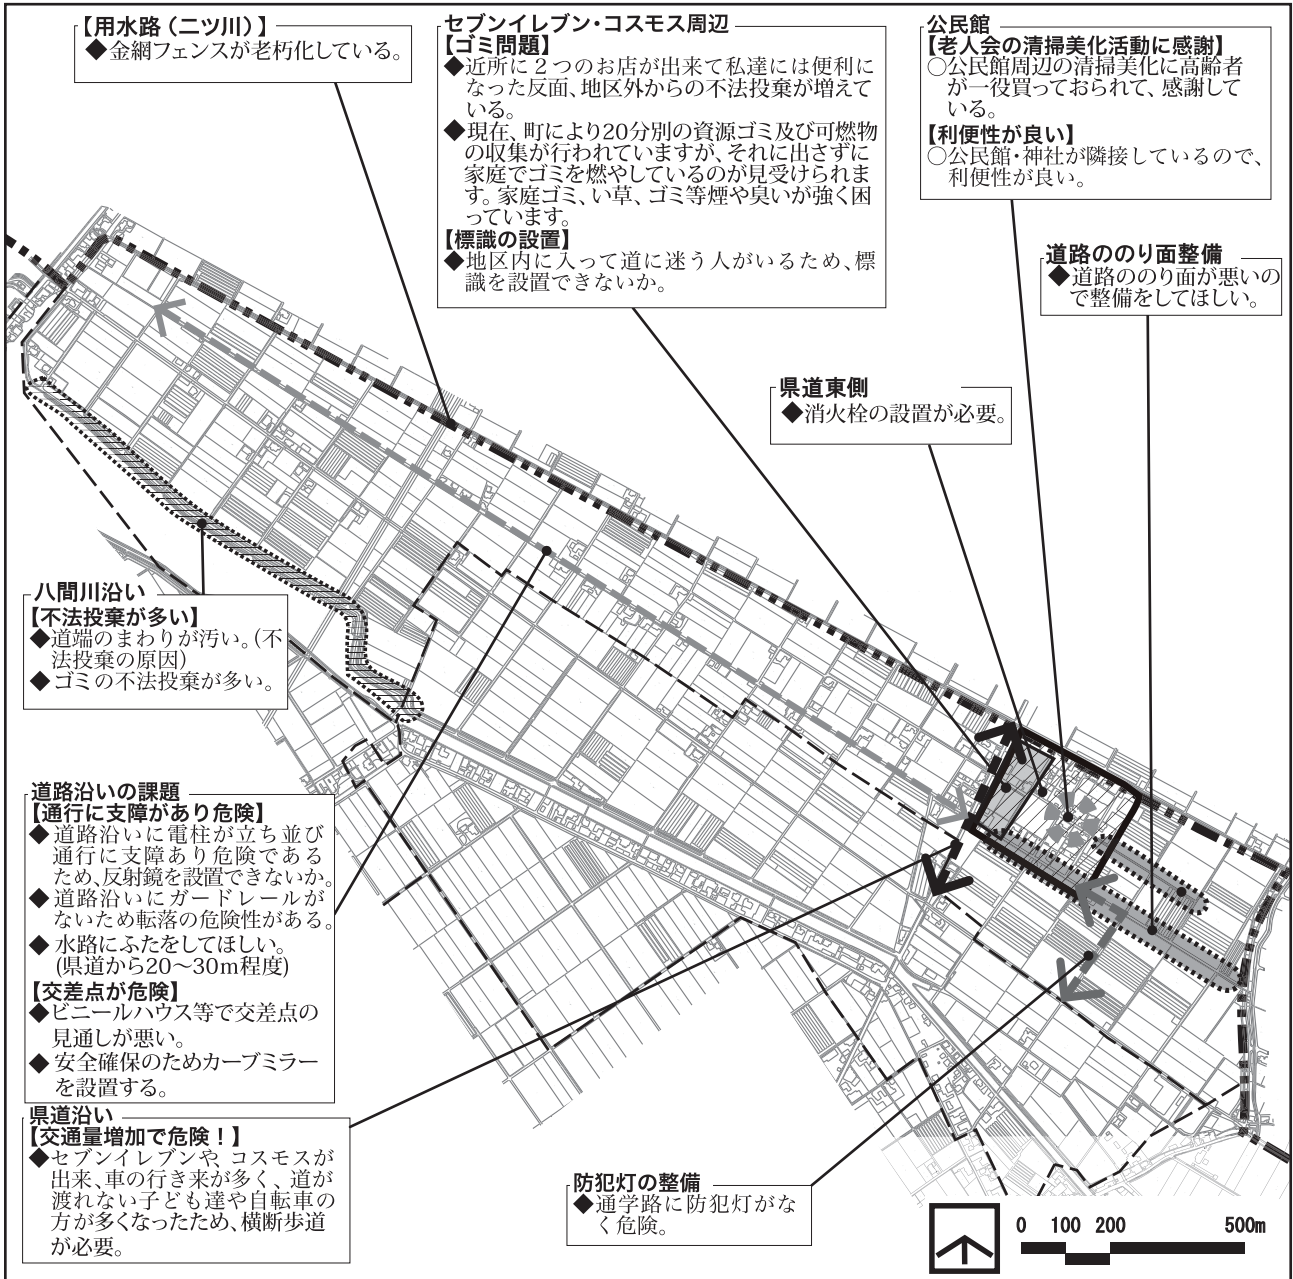 【用水路（二ツ川）】
◆金網フェンスが老朽化している。
セブンイレブン・コスモス周辺
【ゴミ問題】
◆近所に２つのお店が出来て私達には便利に
なった反面、地区外からの不法投棄が増えて
いる。
◆現在、町により20分別の資源ゴミ及び可燃物
の収集が行われていますが、それに出さずに
家庭でゴミを燃やしているのが見受けられま
す。家庭ゴミ、い草、ゴミ等煙や臭いが強く困
っています。
【標識の設置】
◆地区内に入って道に迷う人がいるため、標
識を設置できないか。
公民館
【老人会の清掃美化活動に感謝】
○公民館周辺の清掃美化に高齢者
が一役買っておられて、感謝して
いる。
【利便性が良い】
○公民館・神社が隣接しているので、
利便性が良い。
道路ののり面整備
◆道路ののり面が悪いの
で整備をしてほしい。
県道東側
◆消火栓の設置が必要。
八間川沿い
【不法投棄が多い】
◆道端のまわりが汚い。(不
法投棄の原因)
◆ゴミの不法投棄が多い。
道路沿いの課題
【通行に支障があり危険】
◆道路沿いに電柱が立ち並び
通行に支障あり危険である
ため、反射鏡を設置できないか。
◆道路沿いにガードレールが
ないため転落の危険性がある。
◆水路にふたをしてほしい。
(県道から20～30m程度)
【交差点が危険】
◆ビニールハウス等で交差点の
見通しが悪い。
◆安全確保のためカーブミラー
を設置する。
県道沿い
【交通量増加で危険！】
◆セブンイレブンや、コスモスが
出来、車の行き来が多く、道が
渡れない子ども達や自転車の
方が多くなったため、横断歩道
が必要。
防犯灯の整備
◆通学路に防犯灯がな
く危険。
0 100 200 500m